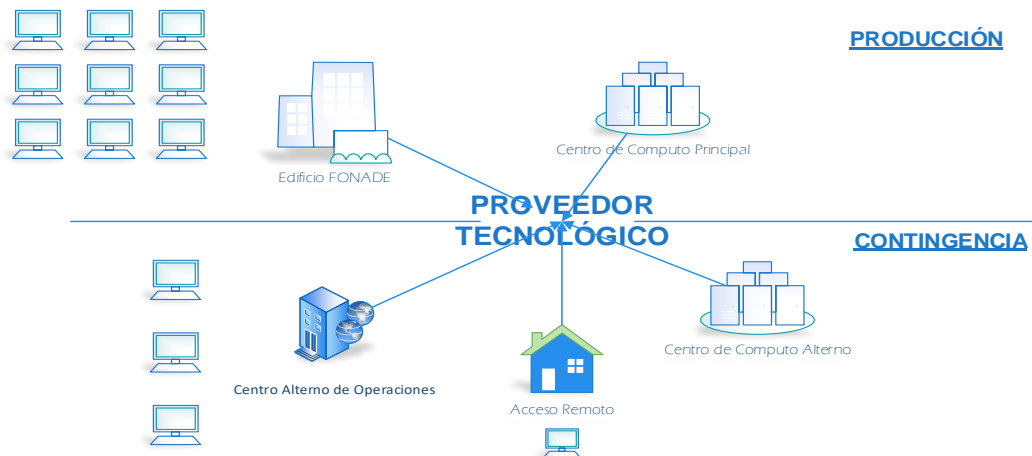 PRODUCCIÓN
Centro de Computo Principal
Edificio FONADE
PROVEEDOR
TECNOLÓGICO
CONTINGENCIA
Centro de Computo Alterno
Centro Alterno de Operaciones
Acceso Remoto